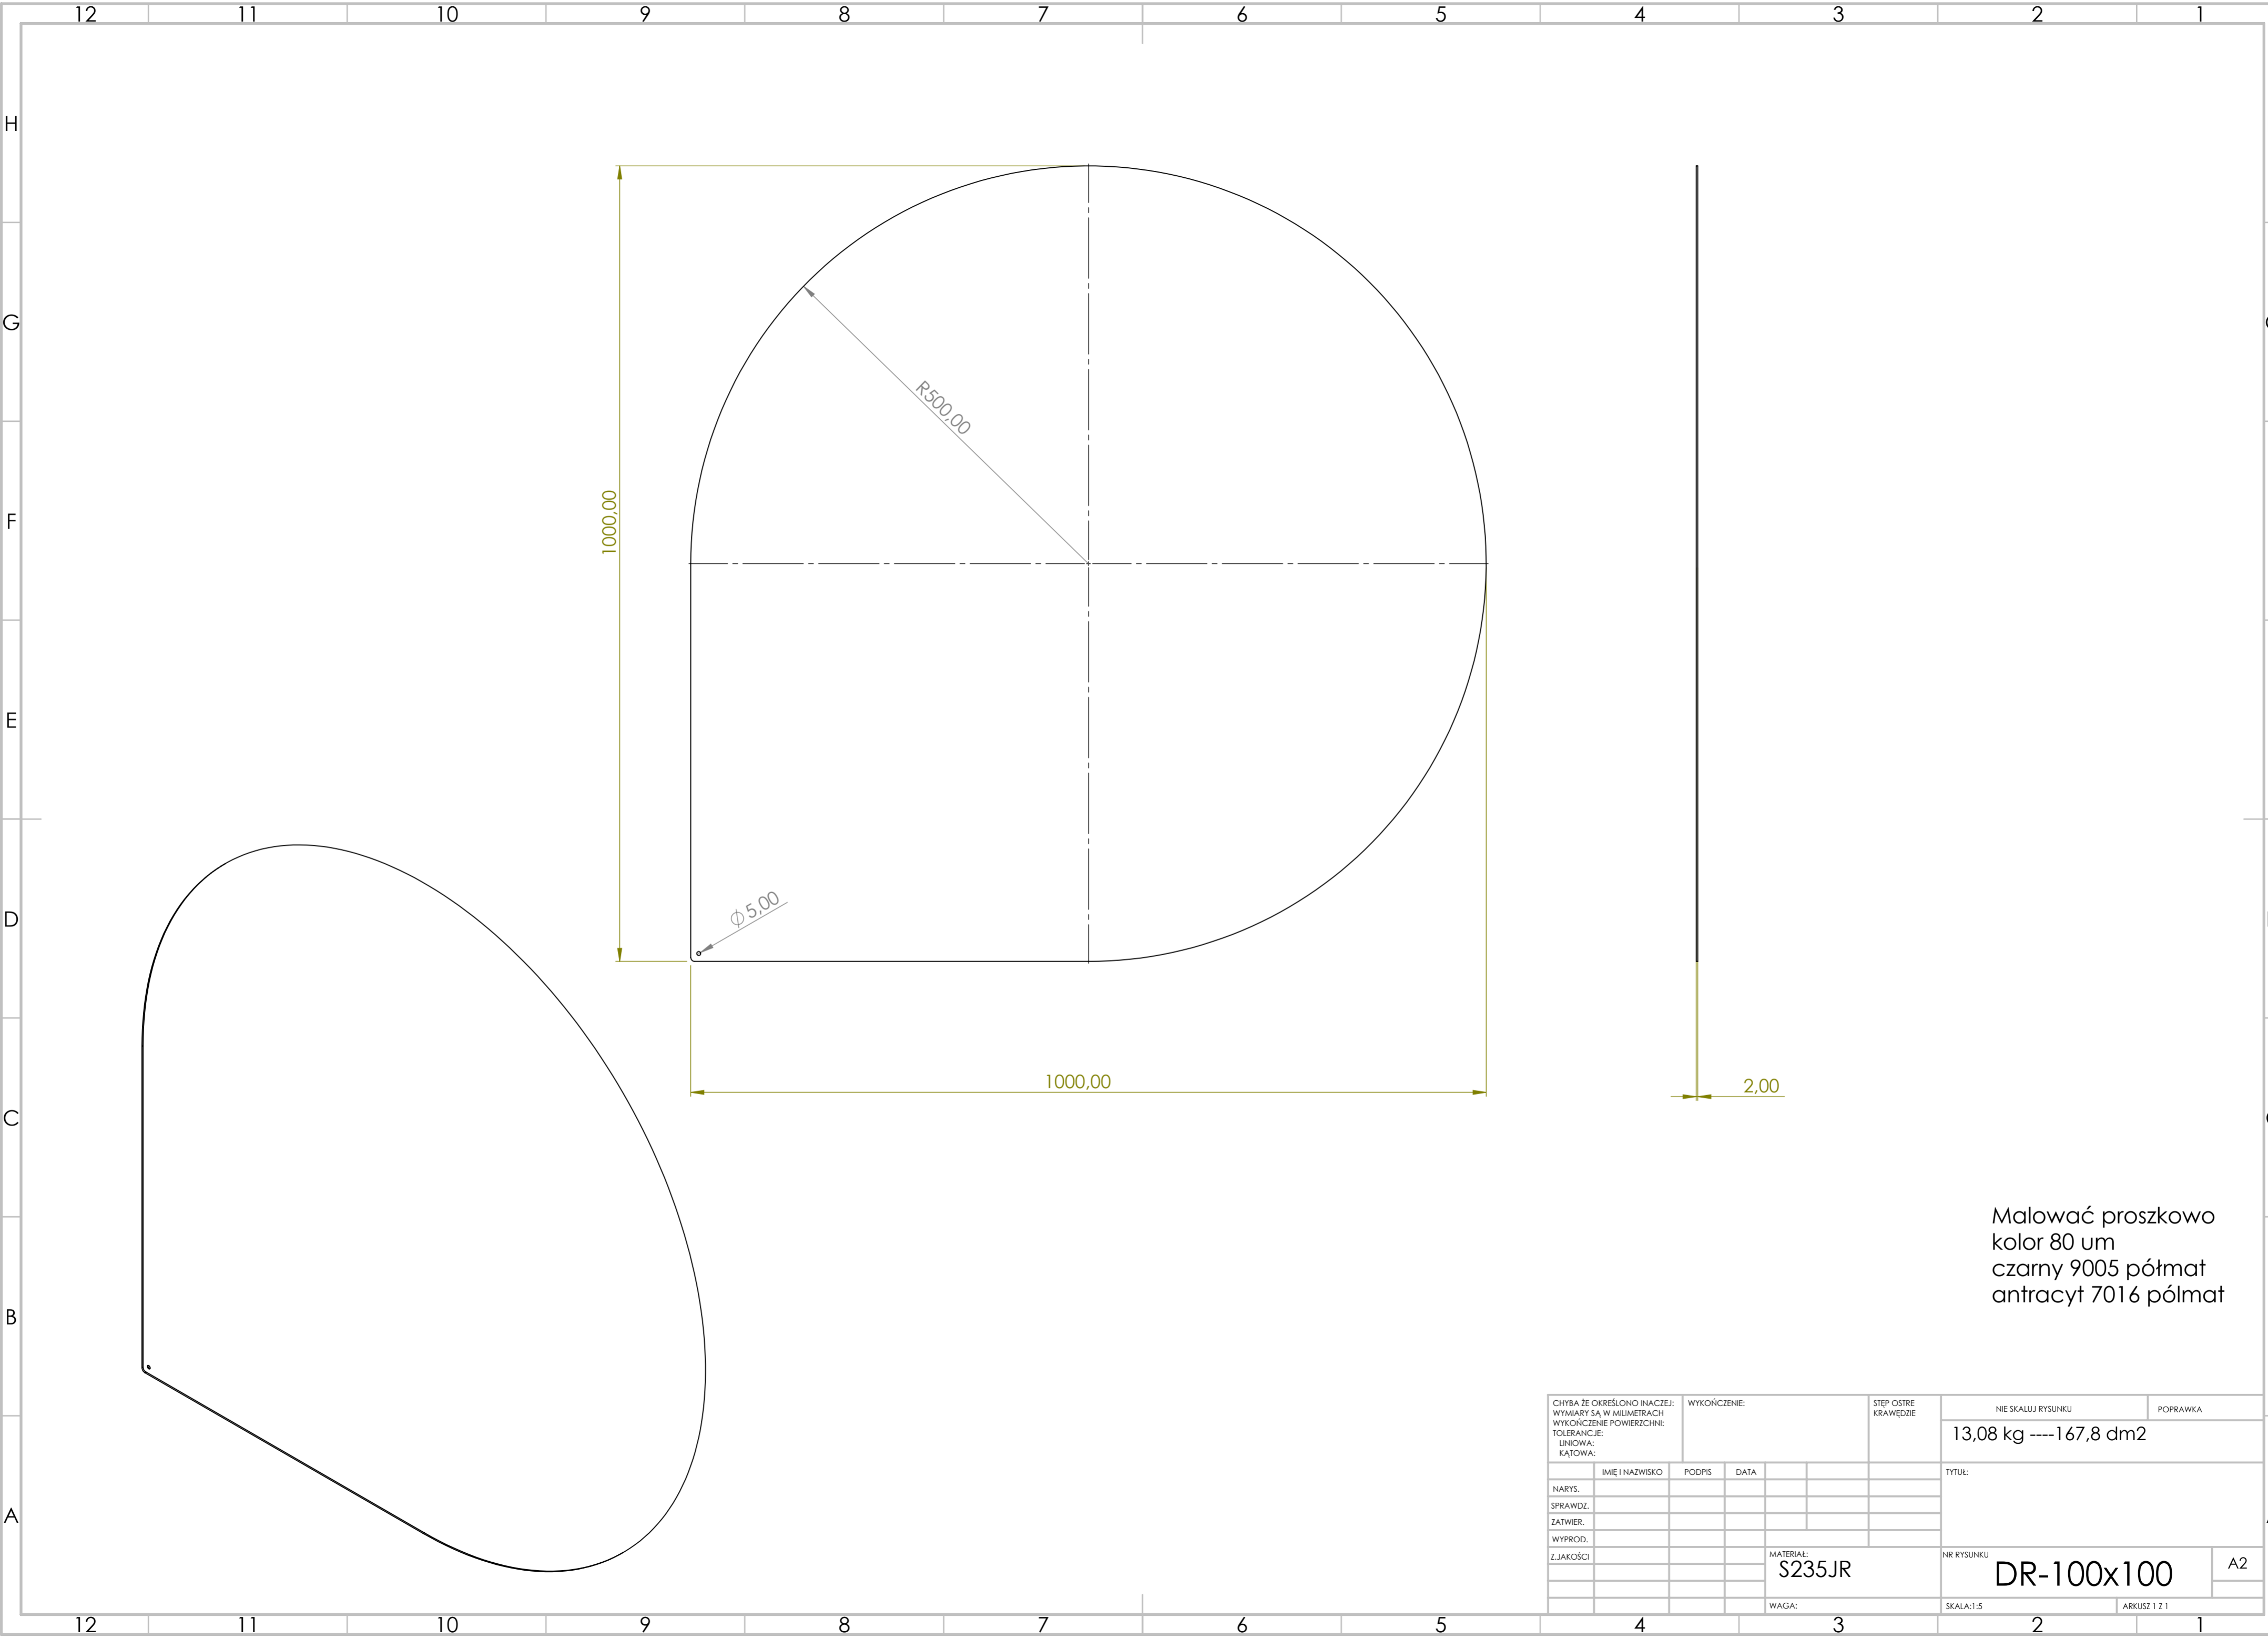 12 11 10 9 8 7 6 5 4 3 2 1
H
G
F
E
D
C
B
A
R500,00
1000,00
⌀5,00
1000,00
2,00
Malować proszkowo
kolor 80 um
czarny 9005 półmat
antracyt 7016 pólmat
CHYBA ŻE OKREŚLONO INACZEJ:
WYMIARY SĄ W MILIMETRACH
WYKOŃCZENIE POWIERZCHNI:
TOLERANCJE:
LINIOWA:
KĄTOWA:
WYKOŃCZENIE:
STĘP OSTRE
KRAWĘDZIE
NIE SKALUJ RYSUNKU
POPRAWKA
13,08 kg ----167,8 dm2
IMIĘ I NAZWISKO PODPIS DATA
TYTUŁ:
NARYS.
SPRAWDZ.
ZATWIER.
WYPROD.
Z.JAKOŚCI
MATERIAŁ:
S235JR
NR RYSUNKU
DR-100x100
A2
WAGA:
SKALA:1:5
ARKUSZ 1 Z 1
12 11 10 9 8 7 6 5 4 3 2 1